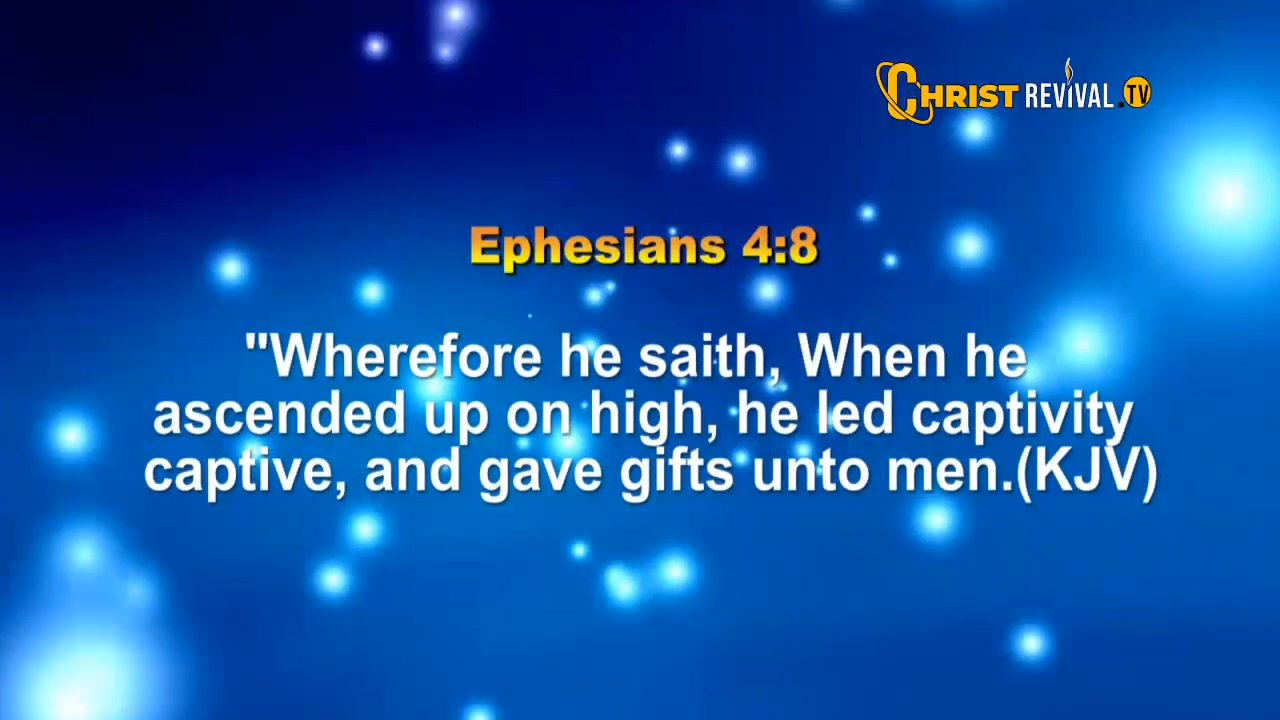 CHRIST REVIVAL.TV
Ephesians 4:8
"Wherefore he saith, When he
ascended up on high, he led captivity
captive, and gave gifts unto men.(KJV)